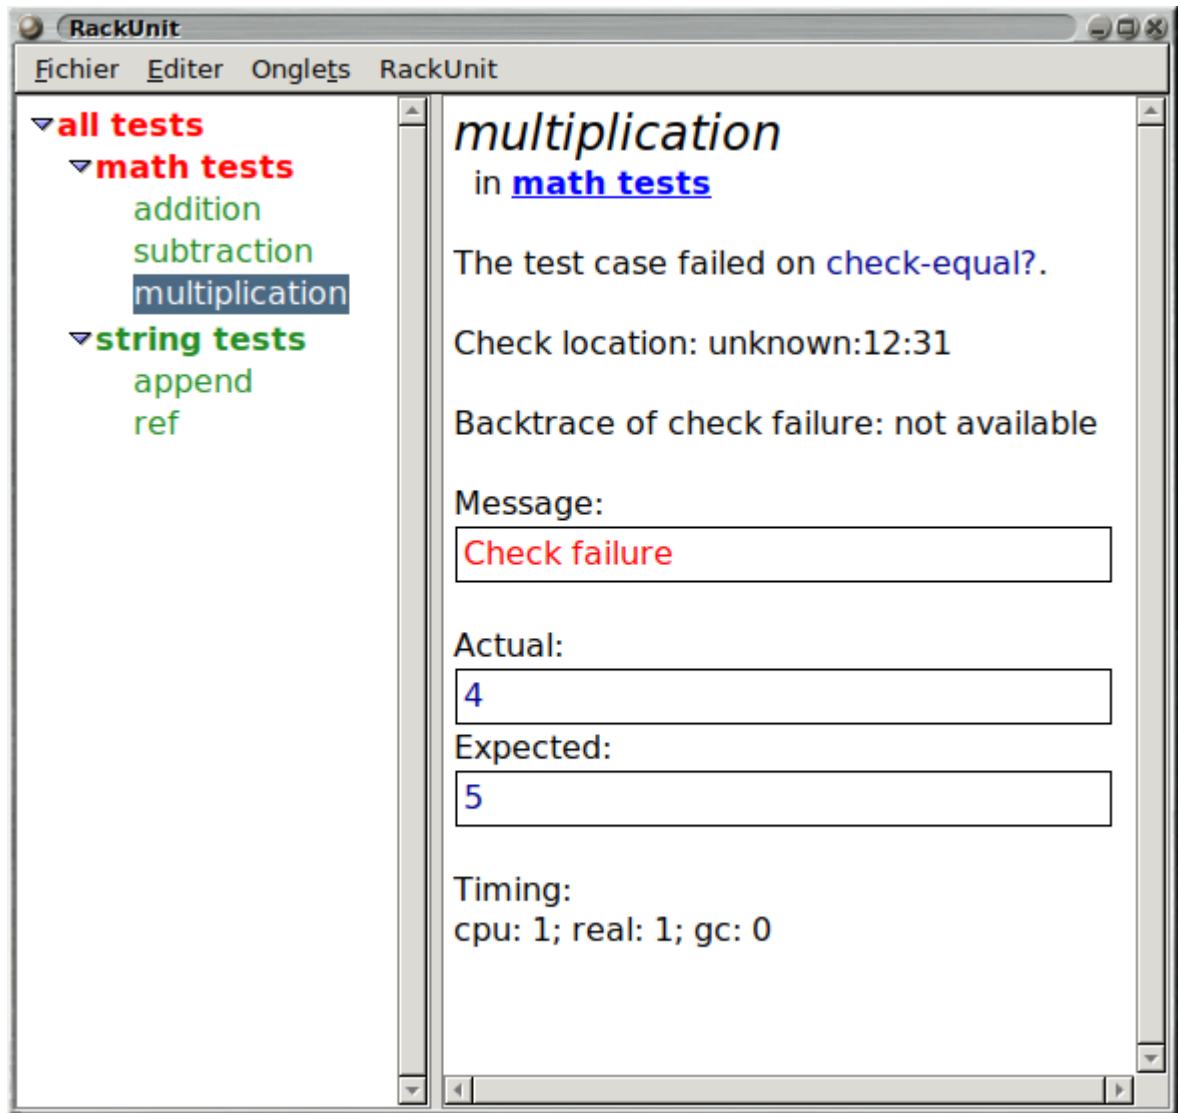 RackUnit
Fichier Editer Onglets RackUnit
all tests
math tests
addition
subtraction
multiplication
string tests
append
ref
multiplication
in math tests
The test case failed on check-equal?.
Check location: unknown:12:31
Backtrace of check failure: not available
Message:
Check failure
Actual:
4
Expected:
5
Timing:
cpu: 1; real: 1; gc: 0